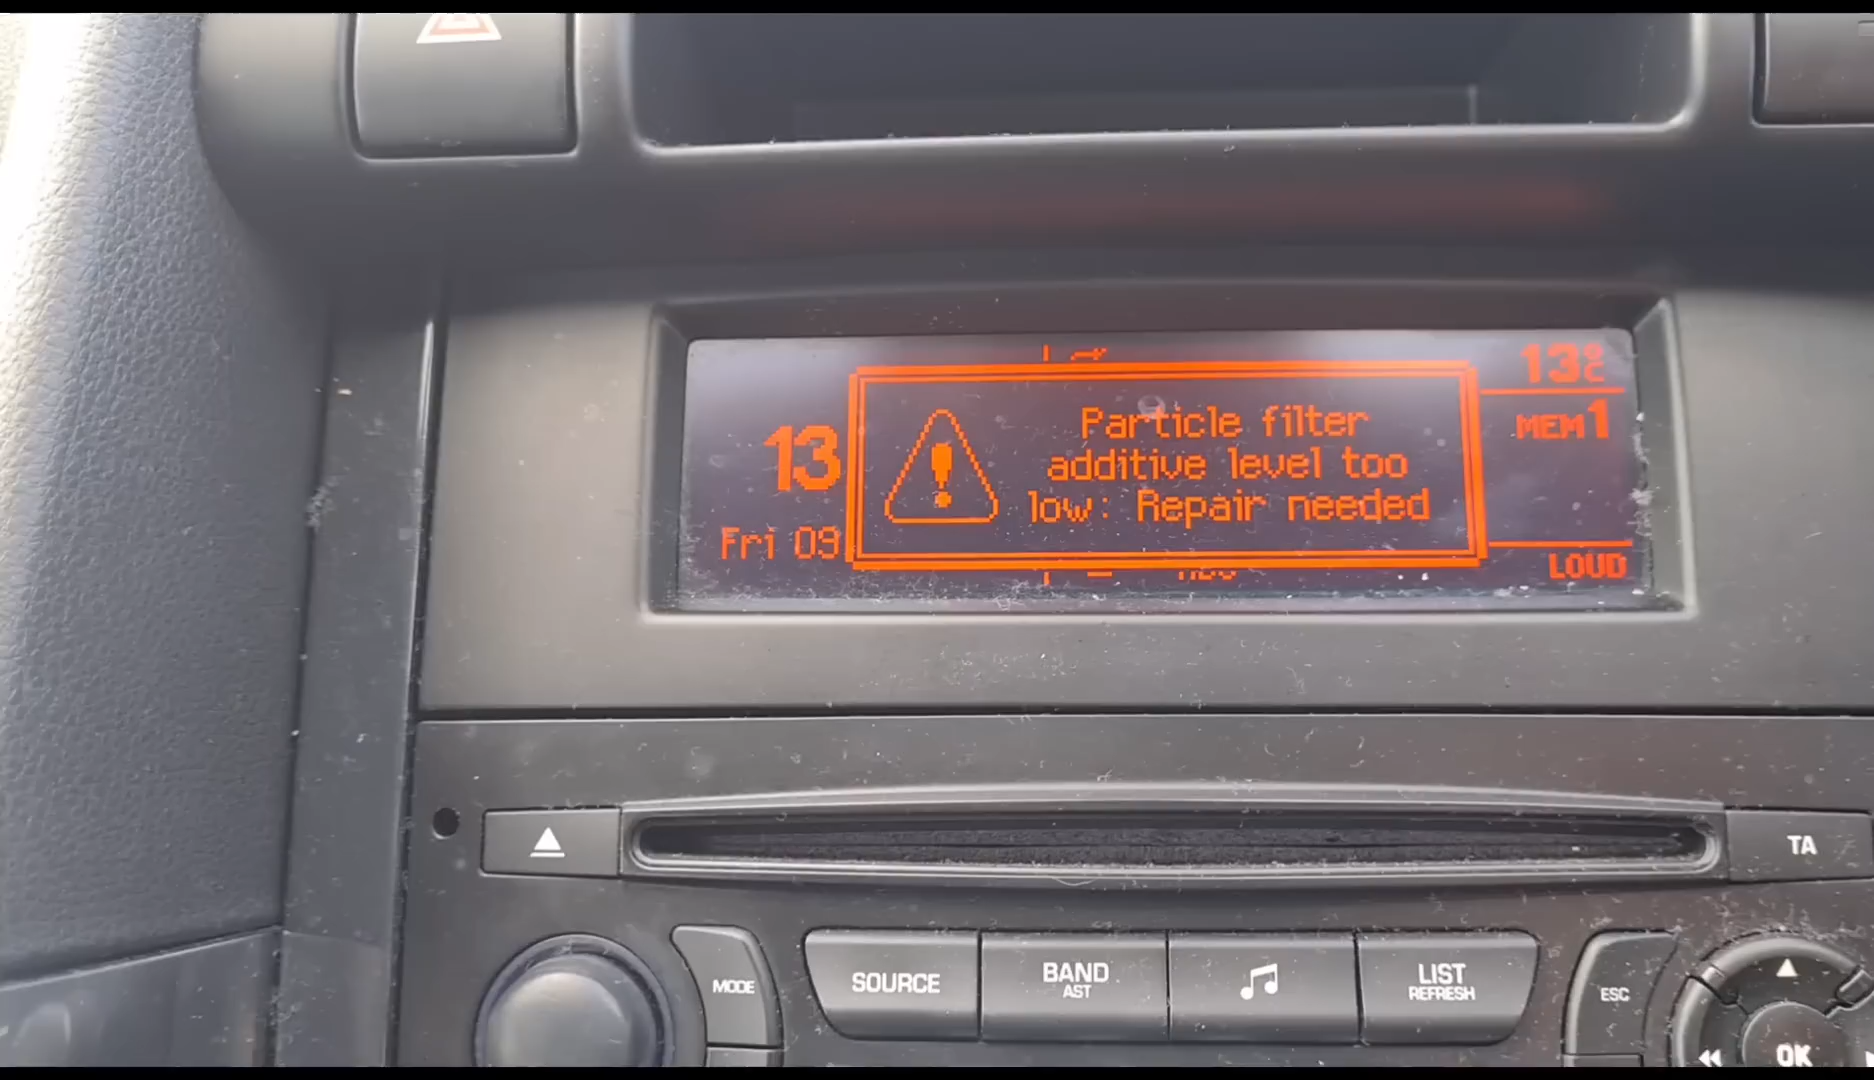 13°C
MEM1
13
Fri 09
Particle filter
additive level too
low: Repair needed
LOUD
TA
MODE
SOURCE
BAND
AST
LIST
REFRESH
ESC
OK